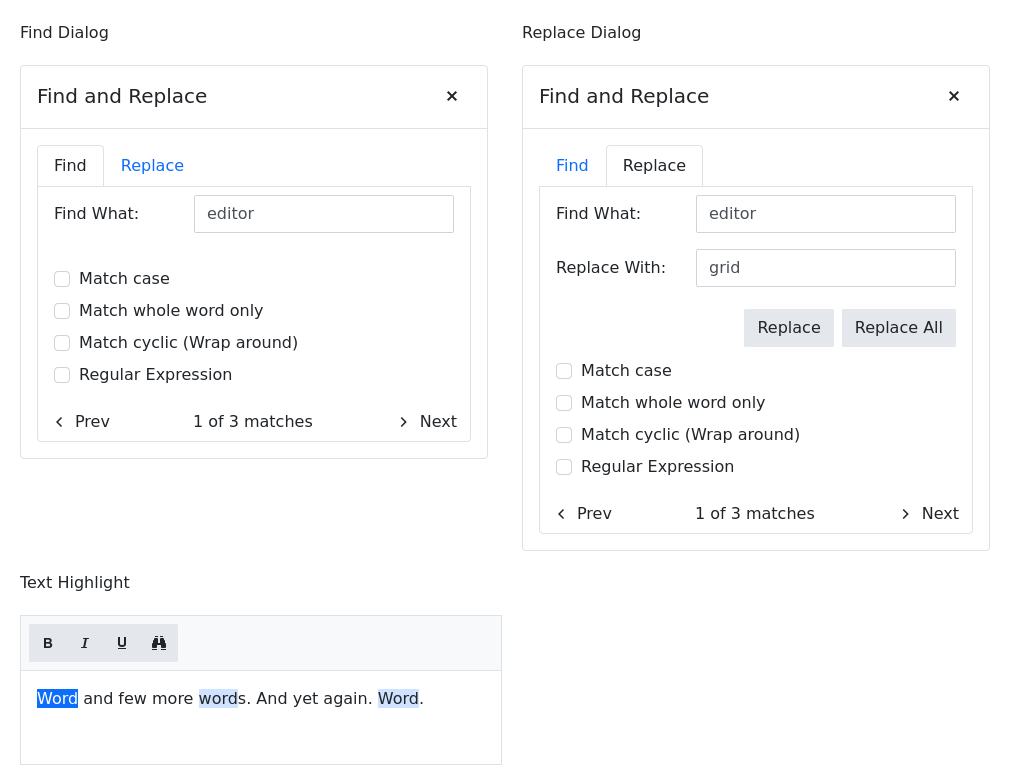 Find Dialog
Find and Replace
Find Replace
Find What: editor
Match case
Match whole word only
Match cyclic (Wrap around)
Regular Expression
Prev 1 of 3 matches Next
Replace Dialog
Find and Replace
Find Replace
Find What: editor
Replace With: grid
Replace Replace All
Match case
Match whole word only
Match cyclic (Wrap around)
Regular Expression
Prev 1 of 3 matches Next
Text Highlight
B I U
Word and few more words. And yet again. Word.